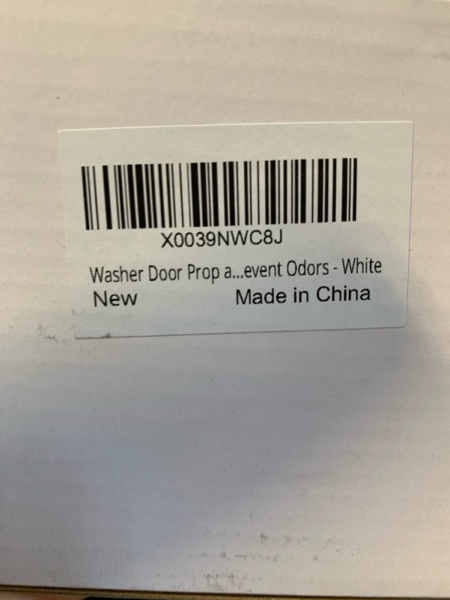 X0039NWC8J
Washer Door Prop a...event Odors - White
New Made in China